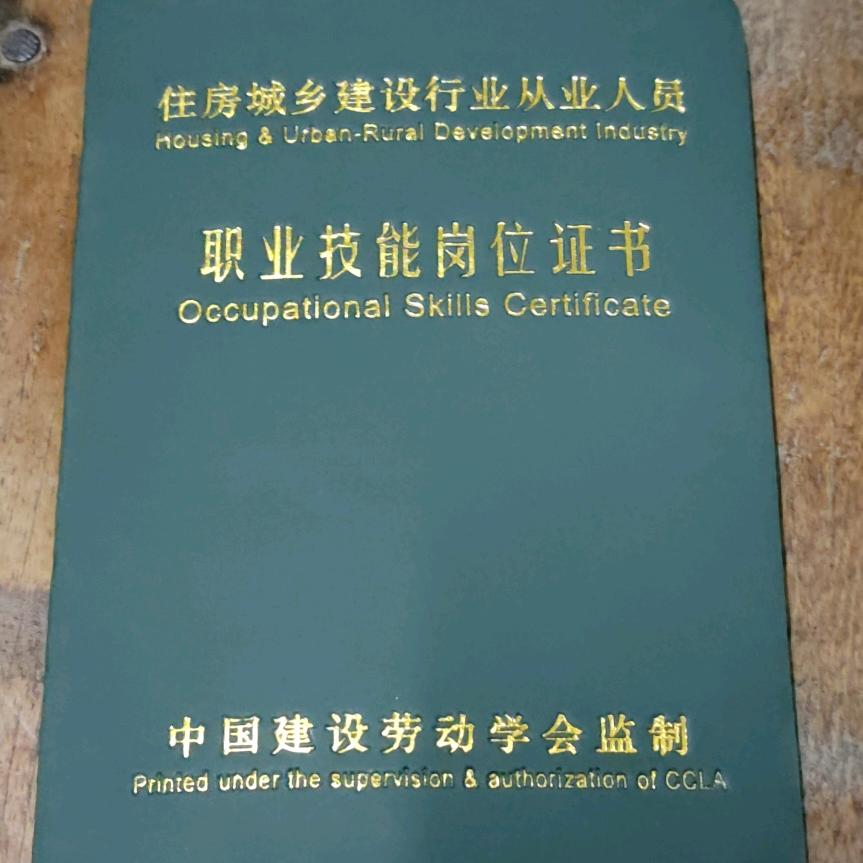 住房城乡建设行业从业人员
Housing & Urban-Rural Development Industry
职业技能岗位证书
Occupational Skills Certificate
中国建设劳动学会监制
Printed under the supervision & authorization of CCLA